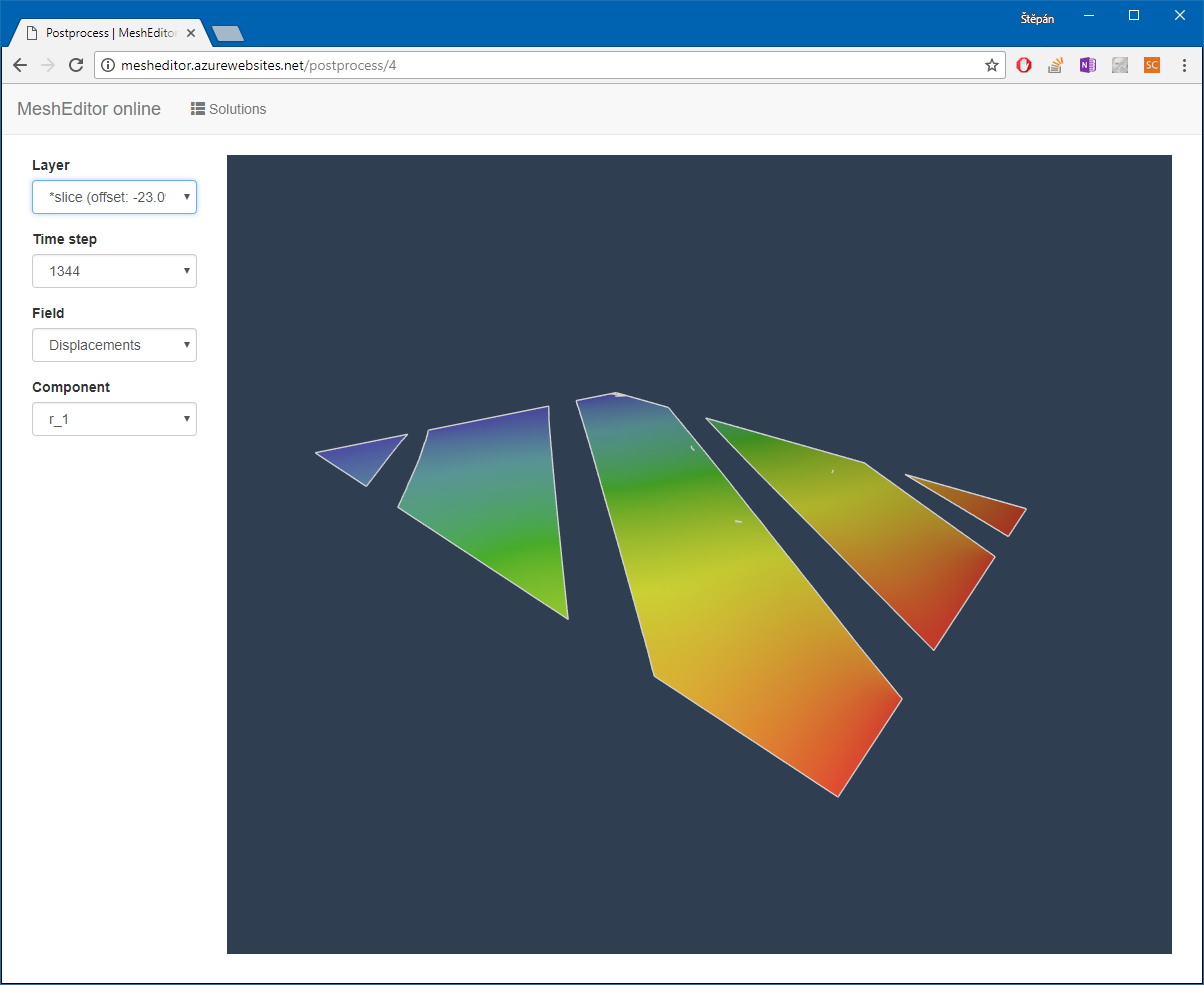 Štěpán
Postprocess | MeshEditor
mesheditor.azurewebsites.net/postprocess/4
SC
MeshEditor online
Solutions
Layer
*slice (offset: -23.0
Time step
1344
Field
Displacements
Component
r_1